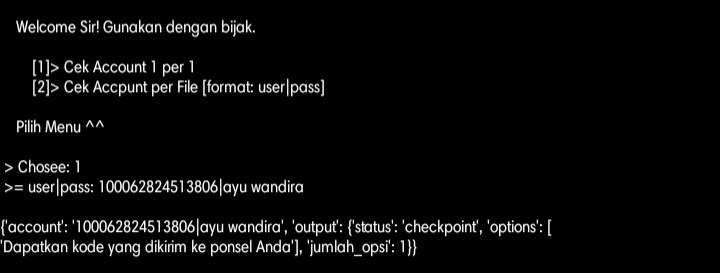 Welcome Sir! Gunakan dengan bijak.
[1]> Cek Account 1 per 1
[2]> Cek Accpunt per File [format: user|pass]
Pilih Menu ^^
> Chosee: 1
>= user|pass: 100062824513806|ayu wandira
{'account': '100062824513806|ayu wandira', 'output': {'status': 'checkpoint', 'options': [
'Dapatkan kode yang dikirim ke ponsel Anda'], 'jumlah_opsi': 1}}